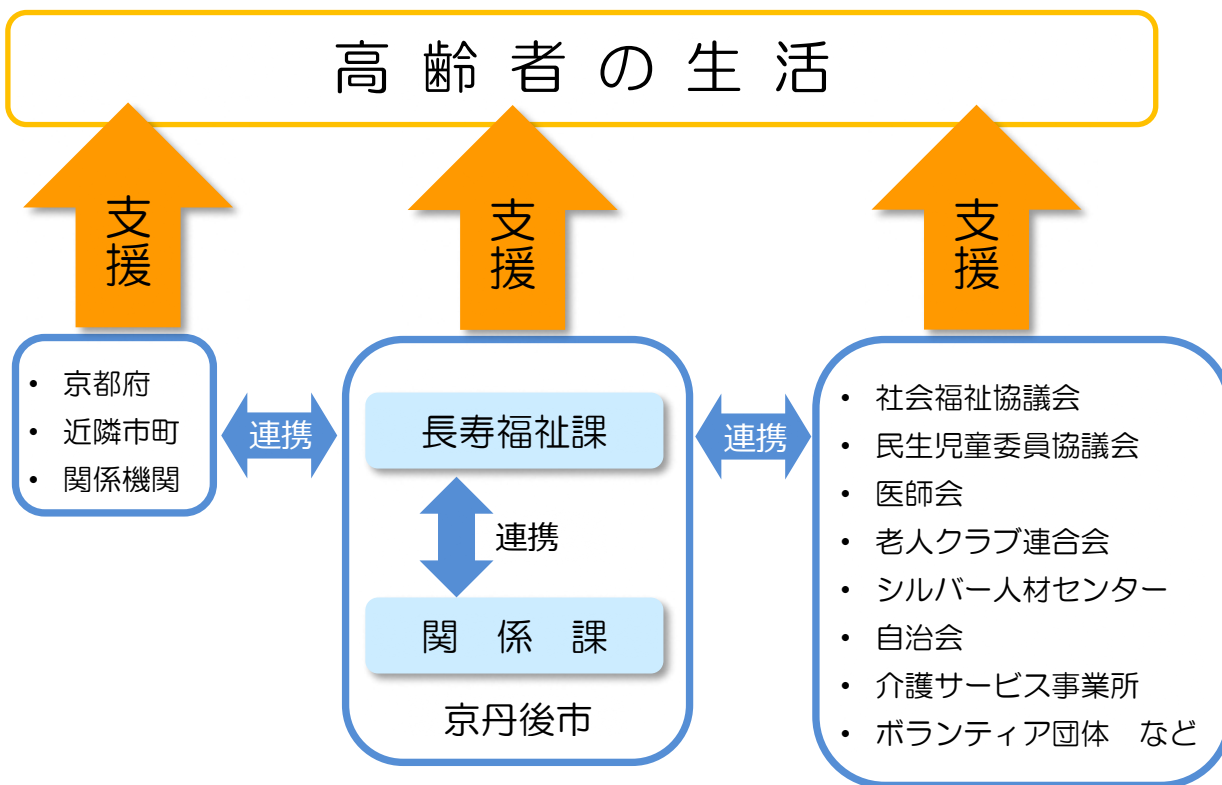 高齢者の生活
支援
支援
支援
• 京都府
• 近隣市町
• 関係機関
連携
長寿福祉課
連携
関係課
京丹後市
連携
• 社会福祉協議会
• 民生児童委員協議会
• 医師会
• 老人クラブ連合会
• シルバー人材センター
• 自治会
• 介護サービス事業所
• ボランティア団体　など